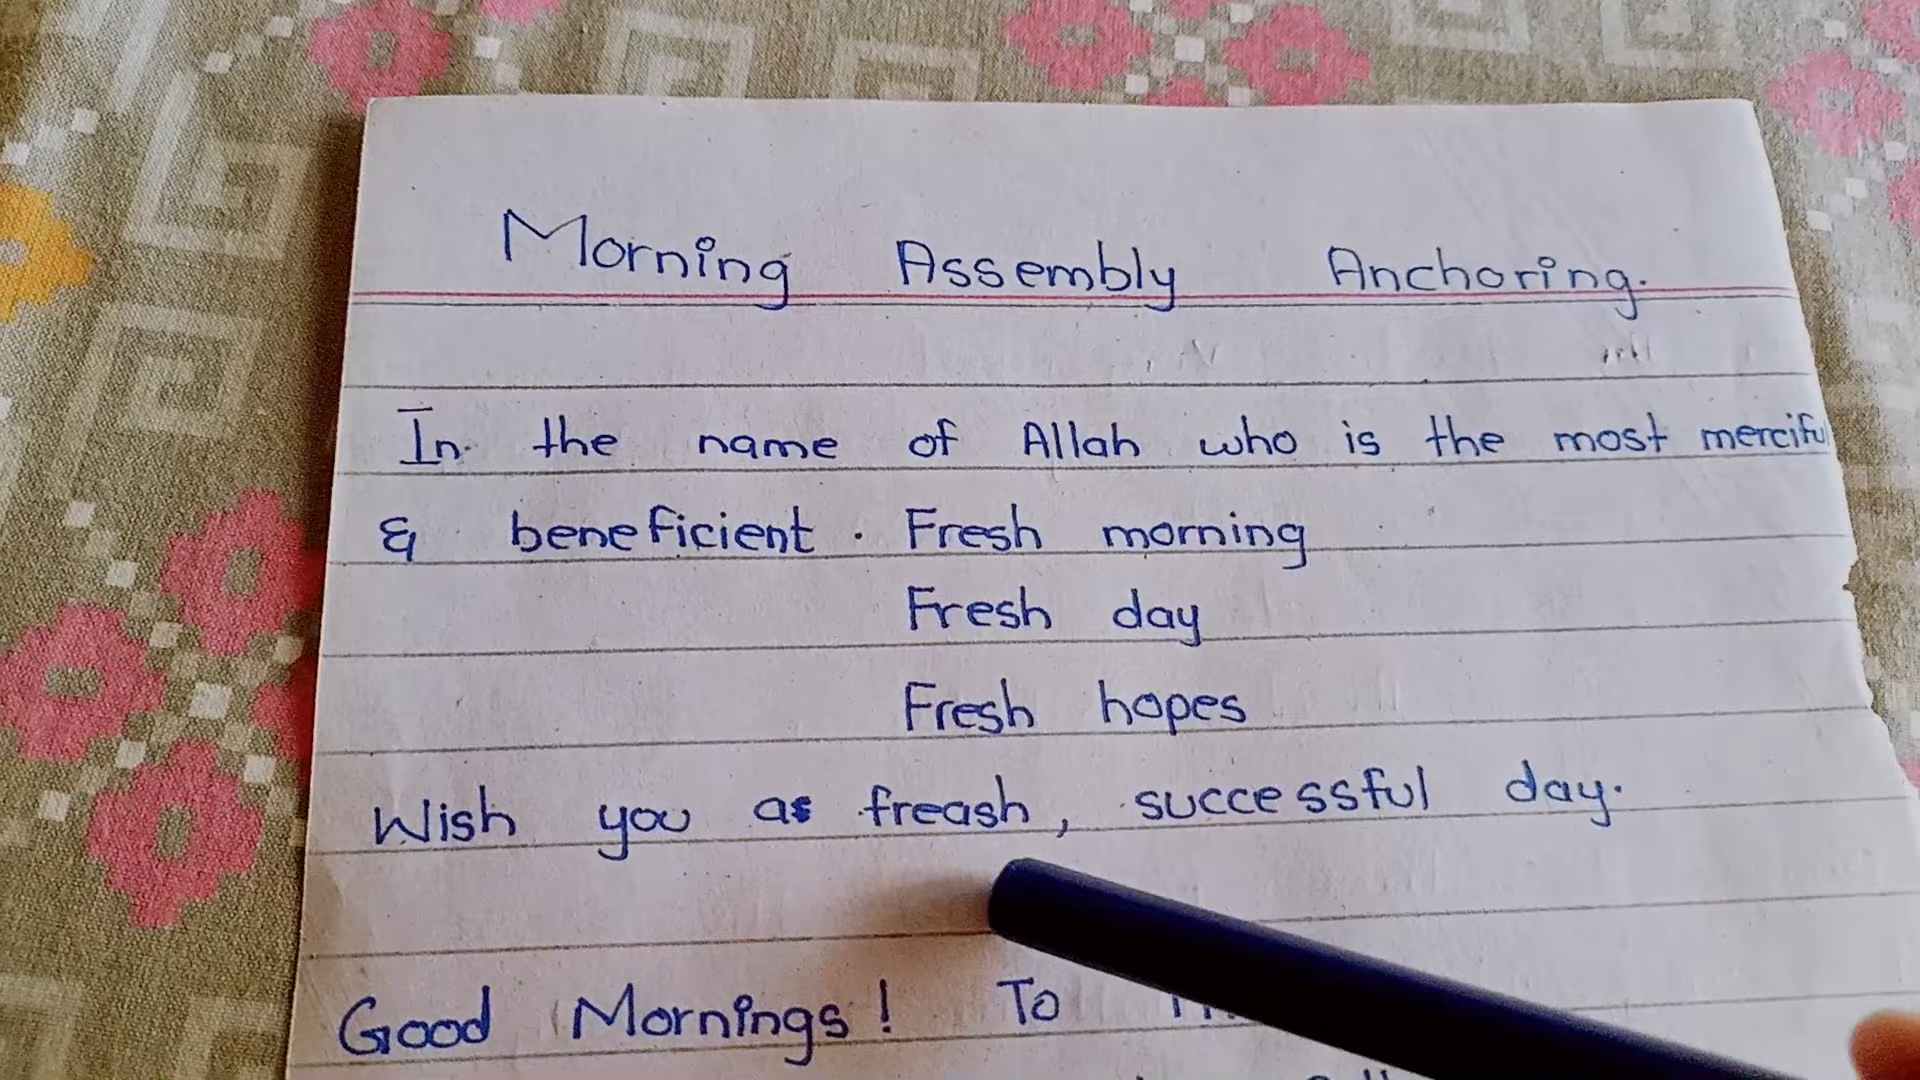 Morning Assembly Anchoring.
In the name of Allah who is the most merciful
& beneficient. Fresh morning
Fresh day
Fresh hopes
Wish you as freash, successful day.
Good Mornings! To